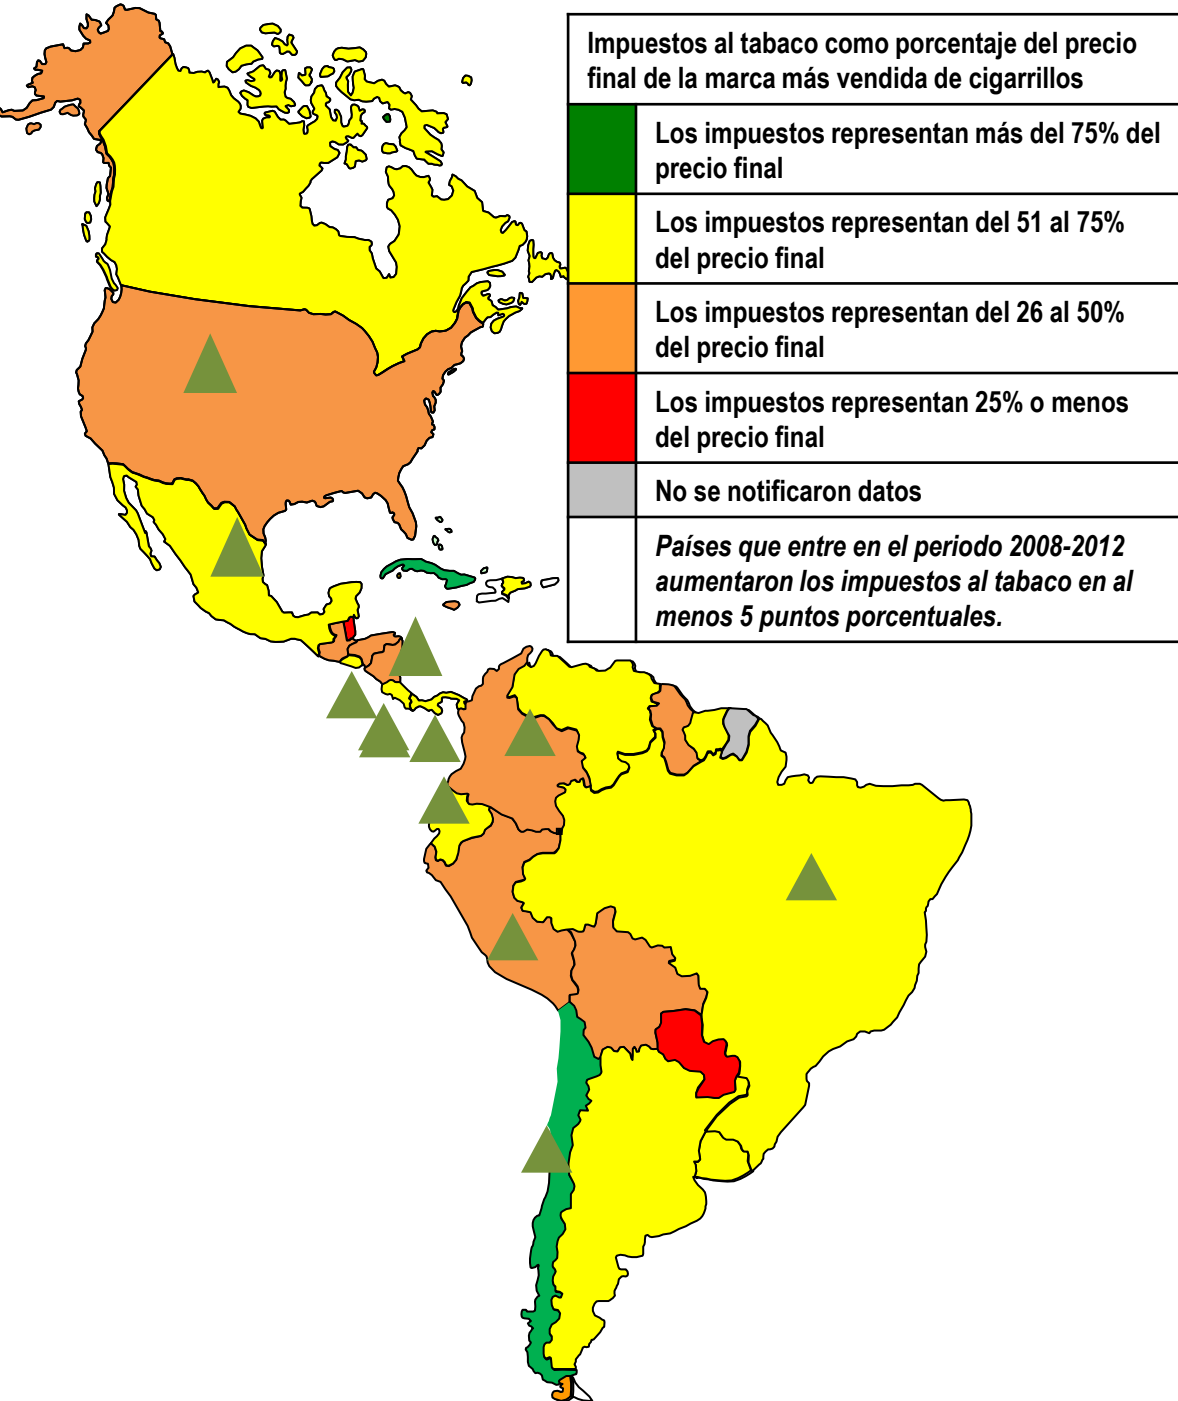 Impuestos al tabaco como porcentaje del precio
final de la marca más vendida de cigarrillos
Los impuestos representan más del 75% del
precio final
Los impuestos representan del 51 al 75%
del precio final
Los impuestos representan del 26 al 50%
del precio final
Los impuestos representan 25% o menos
del precio final
No se notificaron datos
Países que entre en el periodo 2008-2012
aumentaron los impuestos al tabaco en al
menos 5 puntos porcentuales.